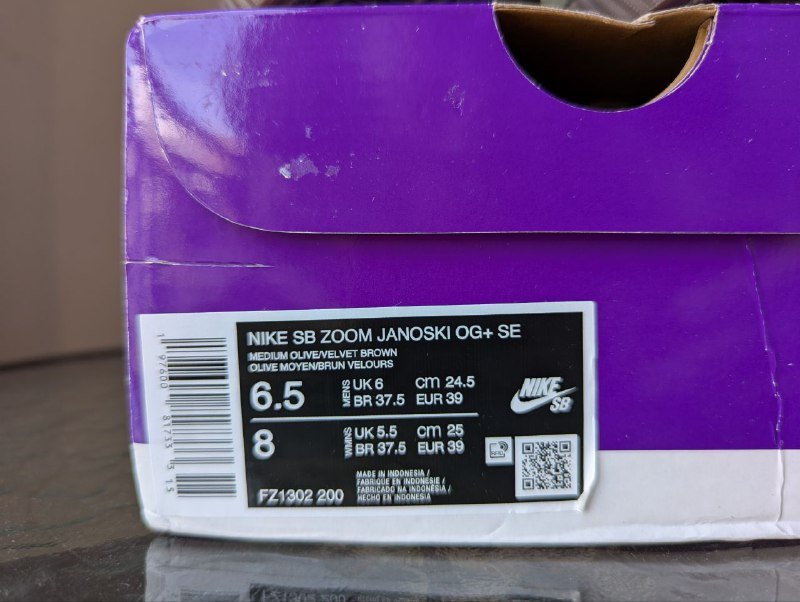 NIKE SB ZOOM JANOSKI OG+ SE
MEDIUM OLIVE/VELVET BROWN
OLIVE MOYEN/BRUN VELOURS
6.5 MENS UK 6 cm 24.5
BR 37.5 EUR 39
8 WMNS UK 5.5 cm 25
BR 37.5 EUR 39
NIKE
SB
RFID
FZ1302 200
MADE IN INDONESIA /
FABRIQUÉ EN INDONÉSIE /
FABRICADO NA INDONÉSIA /
HECHO EN INDONESIA